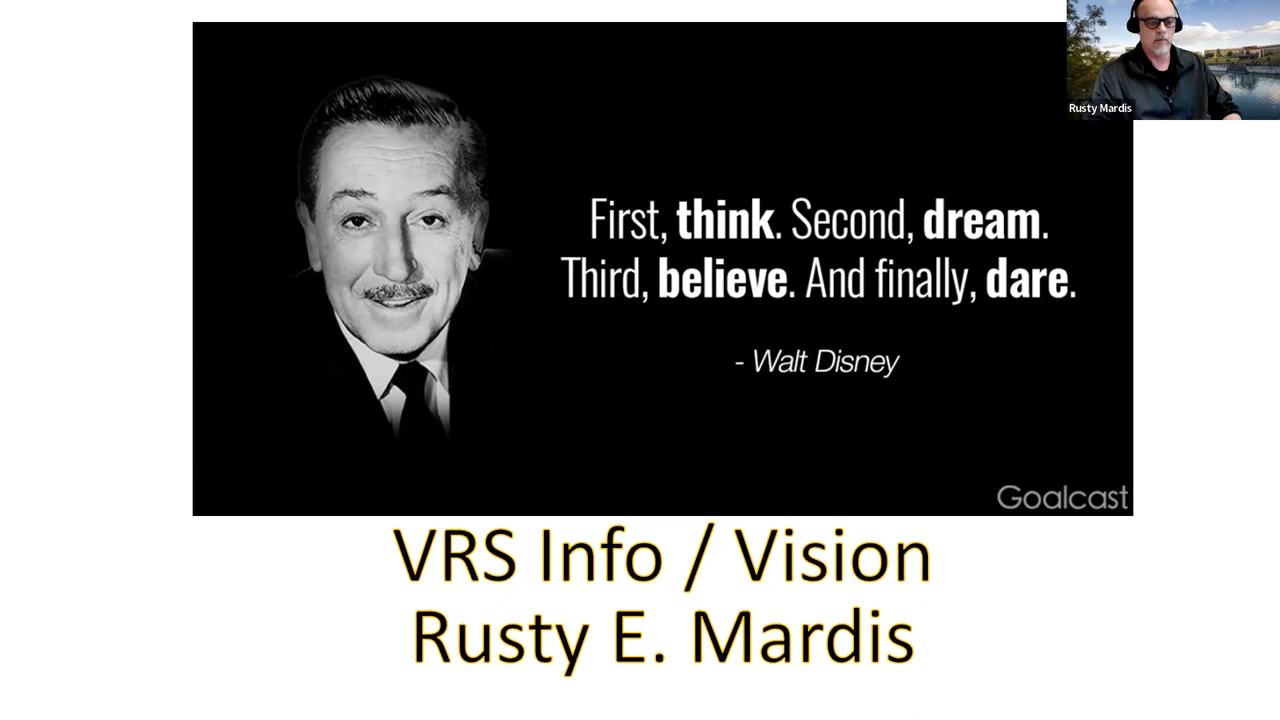 Rusty Mardis
First, think. Second, dream.
Third, believe. And finally, dare.
- Walt Disney
Goalcast
VRS Info / Vision
Rusty E. Mardis